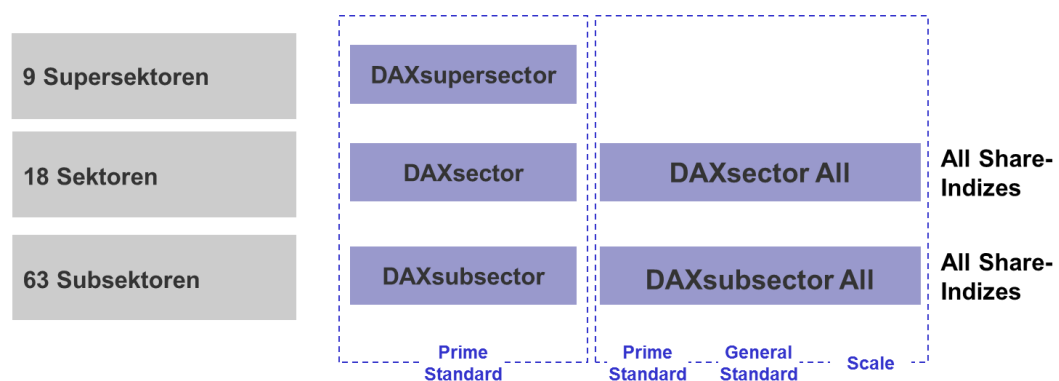 9 Supersektoren
DAXsupersector
18 Sektoren
DAXsector
DAXsector All
All Share-
Indizes
63 Subsektoren
DAXsubsector
DAXsubsector All
All Share-
Indizes
Prime
Standard
Prime
Standard
General
Standard
Scale